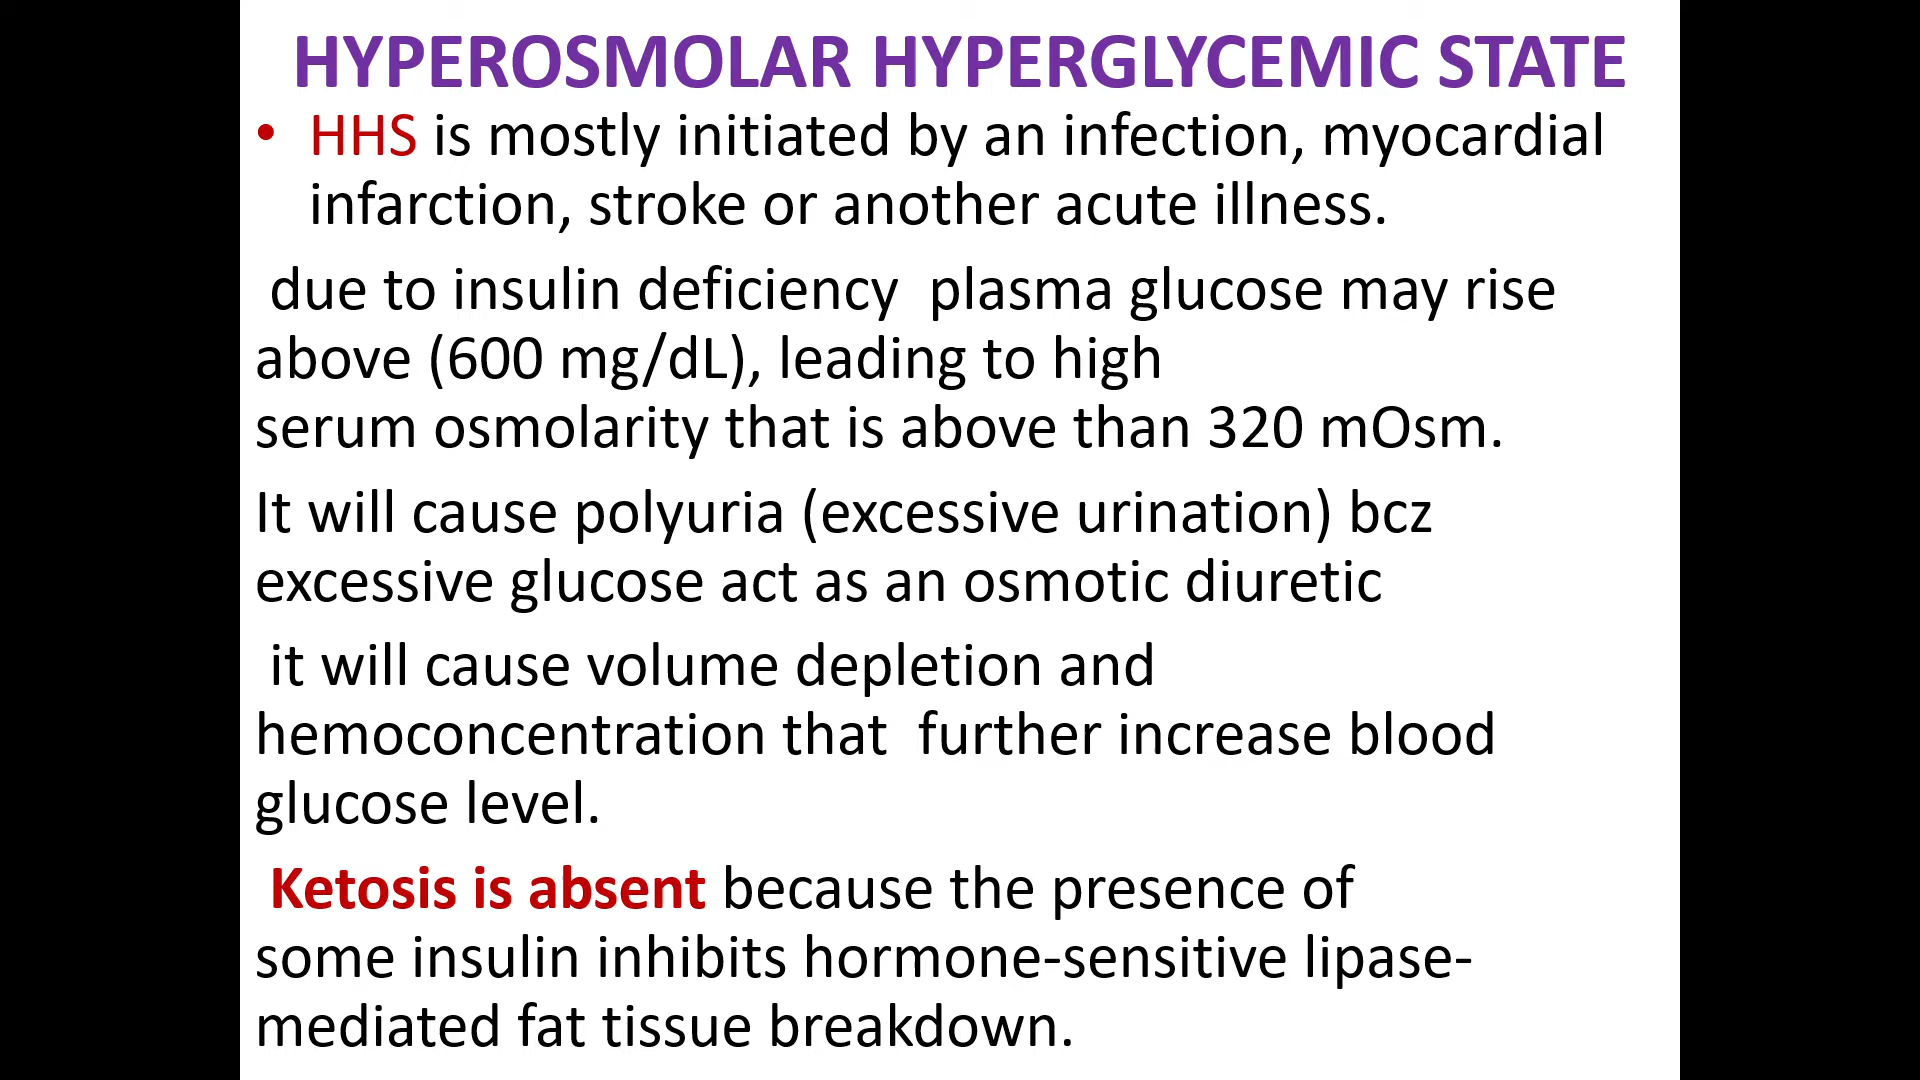 HYPEROSMOLAR HYPERGLYCEMIC STATE
• HHS is mostly initiated by an infection, myocardial
infarction, stroke or another acute illness.
due to insulin deficiency  plasma glucose may rise
above (600 mg/dL), leading to high
serum osmolarity that is above than 320 mOsm.
It will cause polyuria (excessive urination) bcz
excessive glucose act as an osmotic diuretic
it will cause volume depletion and
hemoconcentration that  further increase blood
glucose level.
Ketosis is absent because the presence of
some insulin inhibits hormone-sensitive lipase-
mediated fat tissue breakdown.